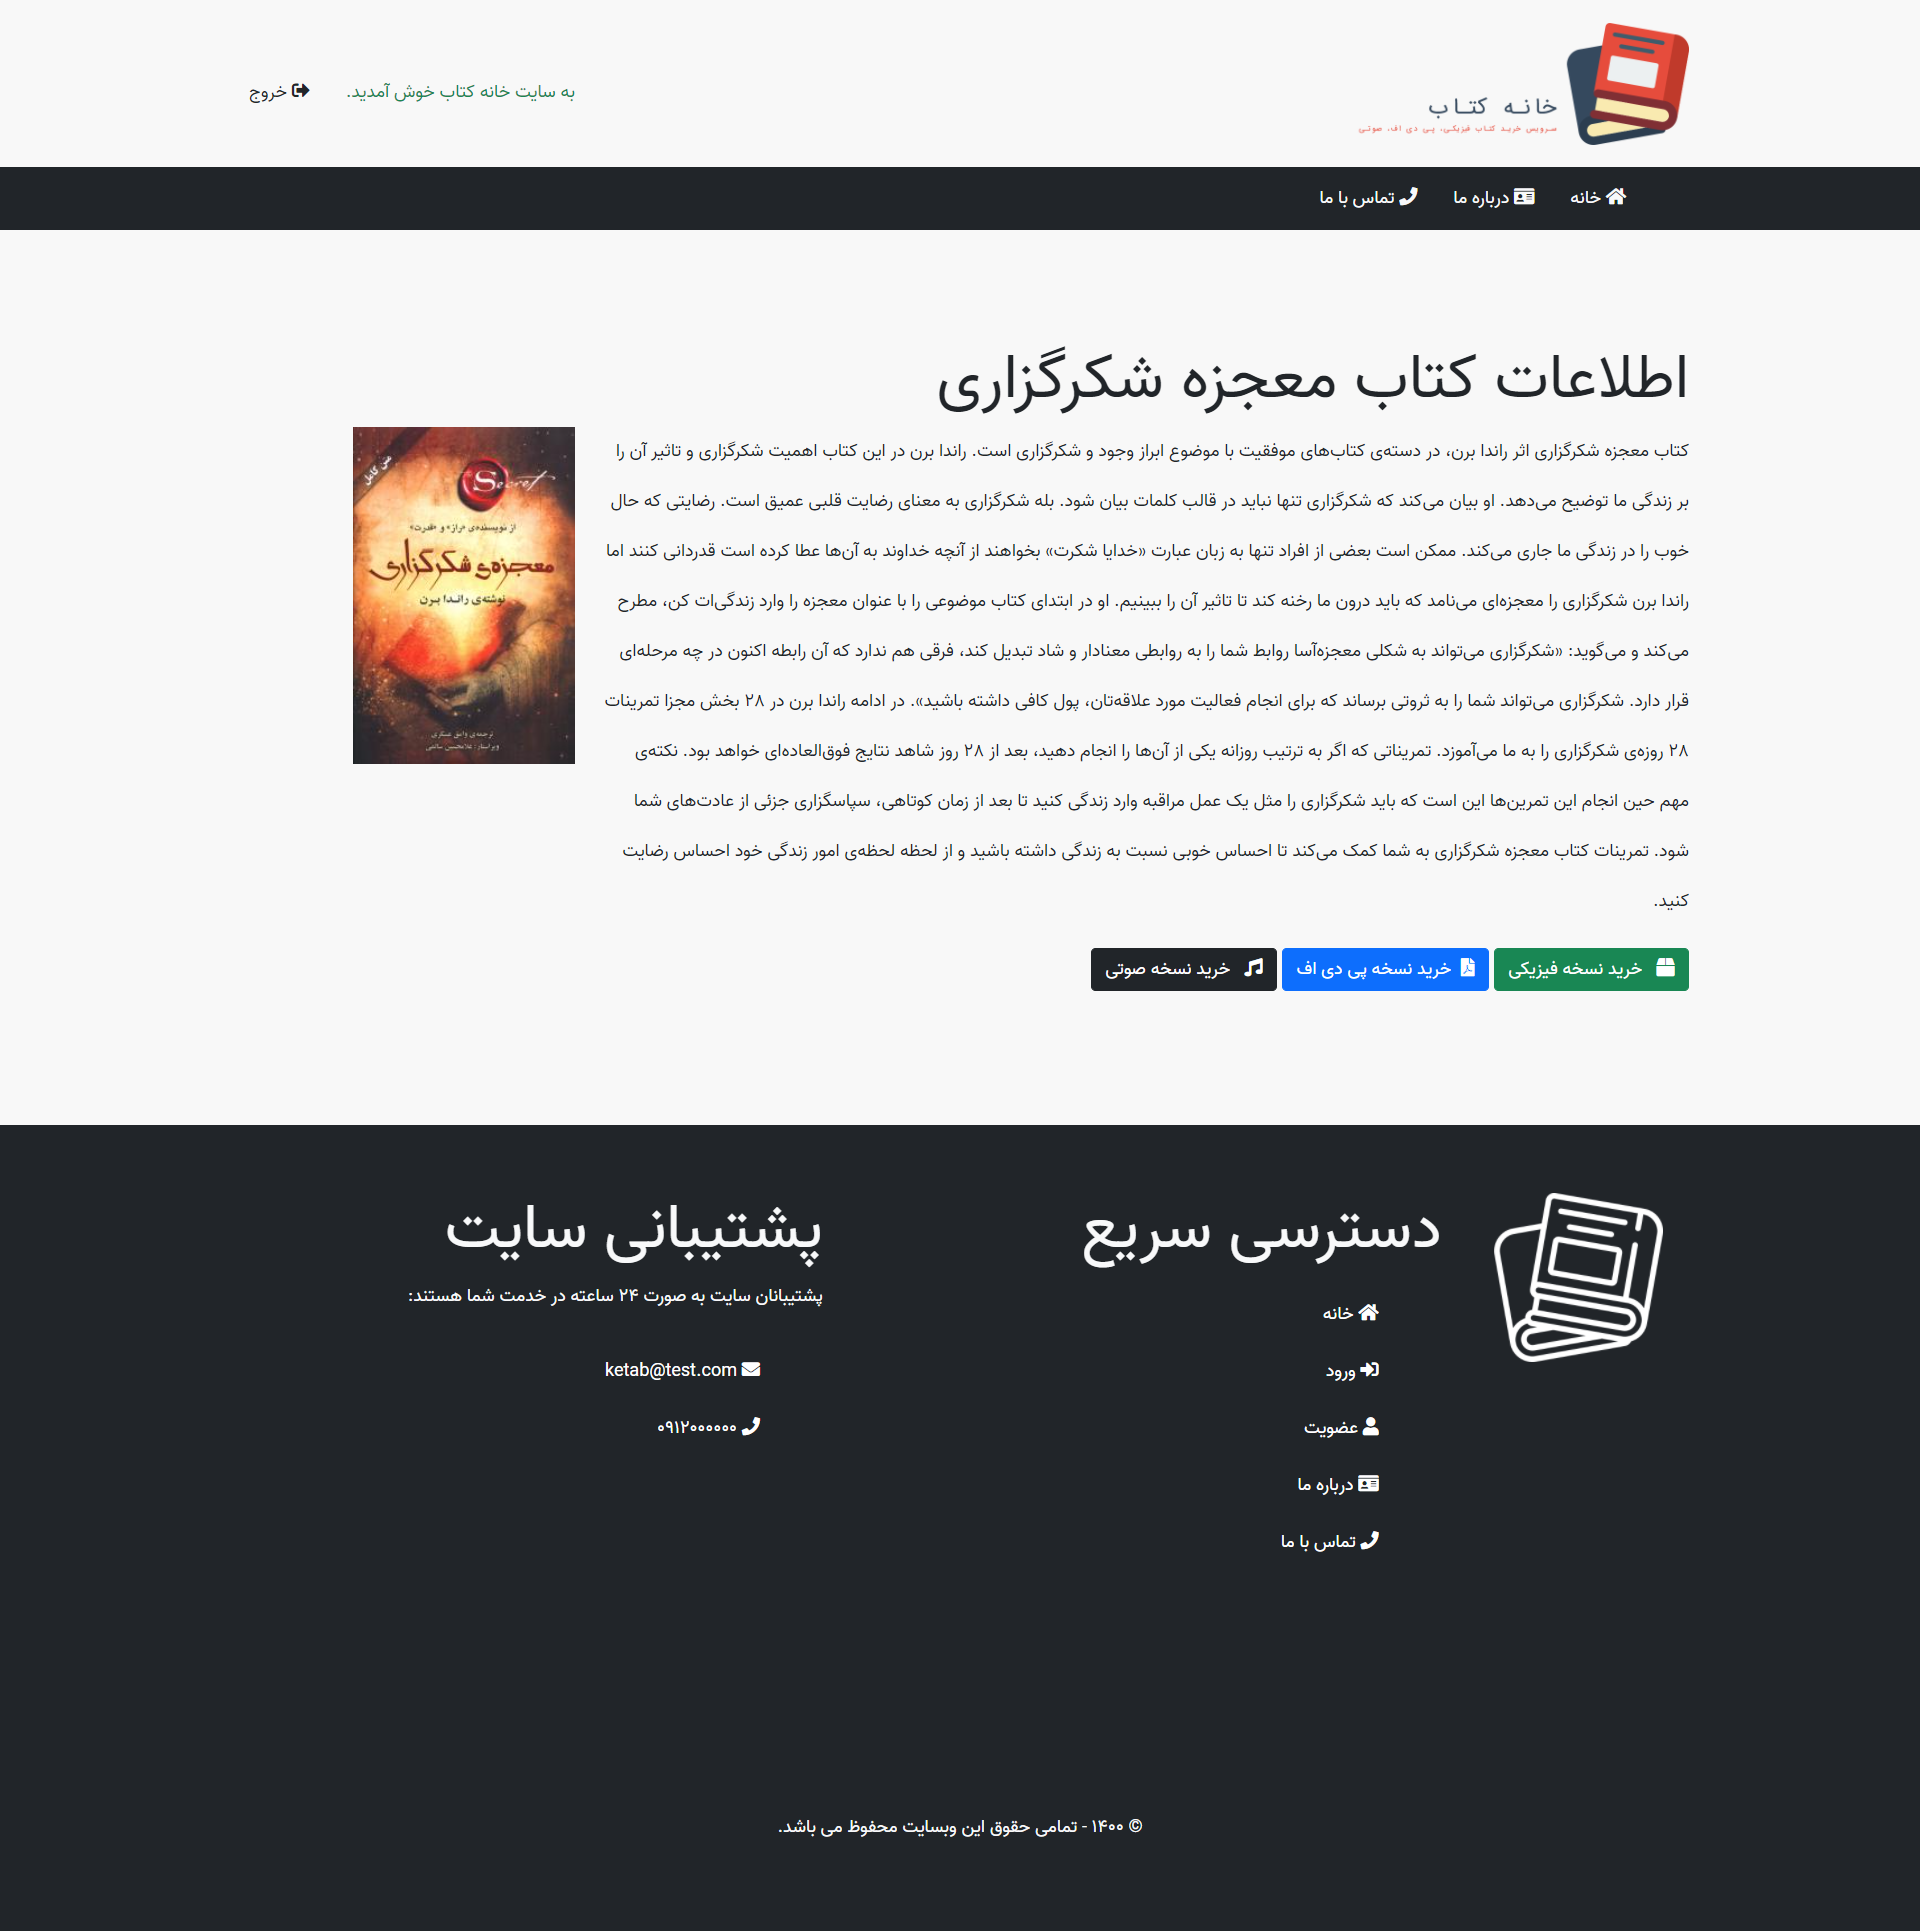 خانه کتاب
سرویس خرید کتاب فیزیکی، پی دی اف، صوتی
به سایت خانه کتاب خوش آمدید.
خروج
خانه
درباره ما
تماس با ما
اطلاعات کتاب معجزه شکرگزاری
کتاب معجزه شکرگزاری اثر راندا برن، در دسته‌ی کتاب‌های موفقیت با موضوع ابراز وجود و شکرگزاری است. راندا برن در این کتاب اهمیت شکرگزاری و تاثیر آن را
بر زندگی ما توضیح می‌دهد. او بیان می‌کند که شکرگزاری تنها نباید در قالب کلمات بیان شود. بله شکرگزاری به معنای رضایت قلبی عمیق است. رضایتی که حال
خوب را در زندگی ما جاری می‌کند. ممکن است بعضی از افراد تنها به زبان عبارت «خدایا شکرت» بخواهند از آنچه خداوند به آن‌ها عطا کرده است قدردانی کنند اما
راندا برن شکرگزاری را معجزه‌ای می‌نامد که باید درون ما رخنه کند تا تاثیر آن را ببینیم. او در ابتدای کتاب موضوعی را با عنوان معجزه را وارد زندگی‌ات کن، مطرح
می‌کند و می‌گوید: «شکرگزاری می‌تواند به شکلی معجزه‌آسا روابط شما را به روابطی معنادار و شاد تبدیل کند، فرقی هم ندارد که آن رابطه اکنون در چه مرحله‌ای
قرار دارد. شکرگزاری می‌تواند شما را به ثروتی برساند که برای انجام فعالیت مورد علاقه‌تان، پول کافی داشته باشید». در ادامه راندا برن در ۲۸ بخش مجزا تمرینات
۲۸ روزه‌ی شکرگزاری را به ما می‌آموزد. تمریناتی که اگر به ترتیب روزانه یکی از آن‌ها را انجام دهید، بعد از ۲۸ روز شاهد نتایج فوق‌العاده‌ای خواهد بود. نکته‌ی
مهم حین انجام این تمرین‌ها این است که باید شکرگزاری را مثل یک عمل مراقبه وارد زندگی کنید تا بعد از زمان کوتاهی، سپاسگزاری جزئی از عادت‌های شما
شود. تمرینات کتاب معجزه شکرگزاری به شما کمک می‌کند تا احساس خوبی نسبت به زندگی داشته باشید و از لحظه لحظه‌ی امور زندگی خود احساس رضایت
کنید.
متن کامل
Secret
از نویسنده‌ی «راز» و «قدرت»
معجزه‌ی شکرگزاری
نوشته‌ی راندا برن
ترجمه‌ی وامق عسکری
ویراستار: غلامحسین سالمی
خرید نسخه فیزیکی
خرید نسخه پی دی اف
خرید نسخه صوتی
دسترسی سریع
خانه
ورود
عضویت
درباره ما
تماس با ما
پشتیبانی سایت
پشتیبانان سایت به صورت ۲۴ ساعته در خدمت شما هستند:
ketab@test.com
۰۹۱۲۰۰۰۰۰۰
© ۱۴۰۰ - تمامی حقوق این وبسایت محفوظ می باشد.